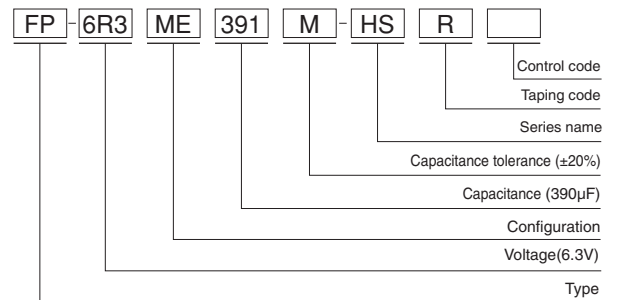 FP - 6R3 ME 391 M - HS R
Control code
Taping code
Series name
Capacitance tolerance (±20%)
Capacitance (390µF)
Configuration
Voltage(6.3V)
Type